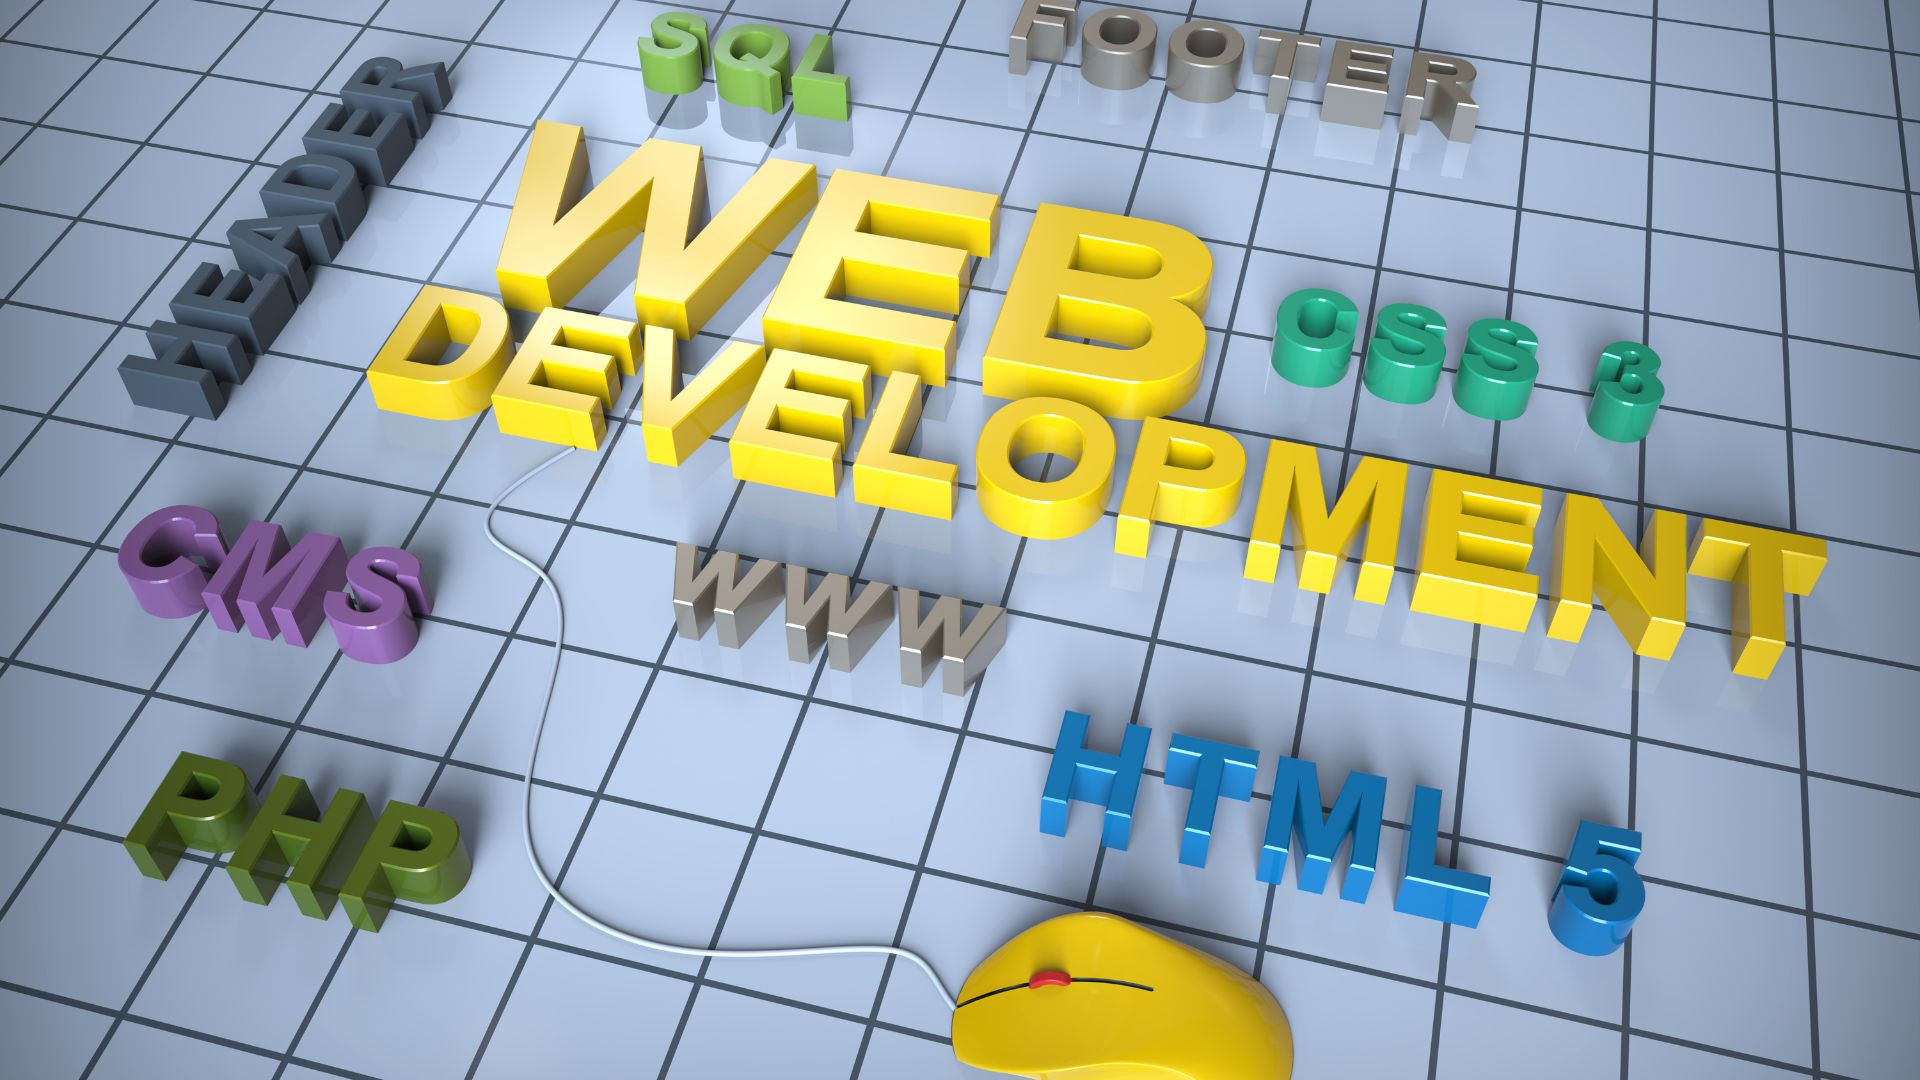 SQL
FOOTER
HEADER
WEB
DEVELOPMENT
CSS 3
CMS
WWW
HTML 5
PHP